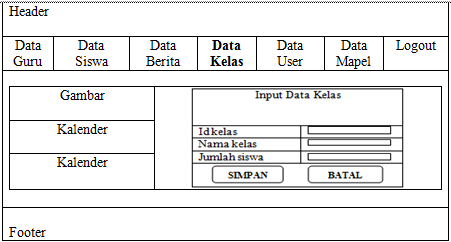 Header
Data Guru
Data Siswa
Data Berita
Data Kelas
Data User
Data Mapel
Logout
Gambar
Kalender
Kalender
Input Data Kelas
Id kelas
Nama kelas
Jumlah siswa
SIMPAN
BATAL
Footer